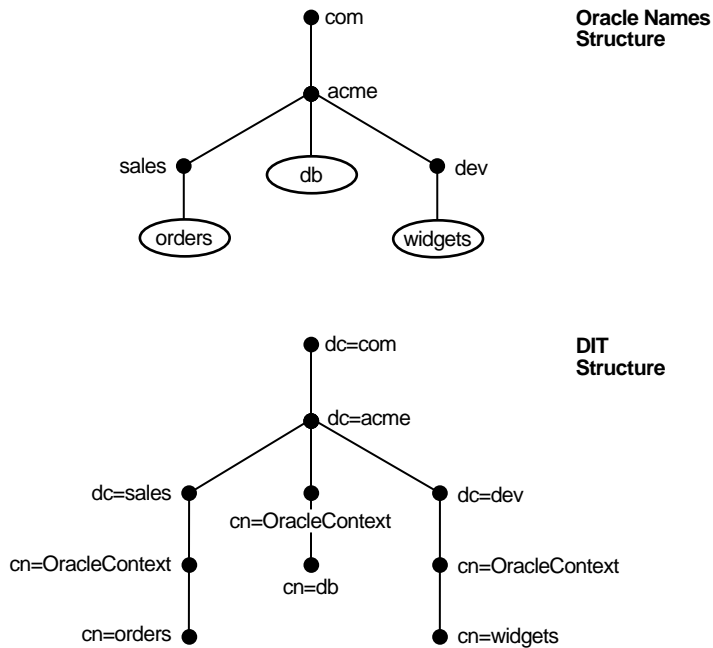 com
Oracle Names
Structure
acme
sales
db
dev
orders
widgets
dc=com
DIT
Structure
dc=acme
dc=sales
dc=dev
cn=OracleContext
cn=OracleContext
cn=OracleContext
cn=db
cn=orders
cn=widgets